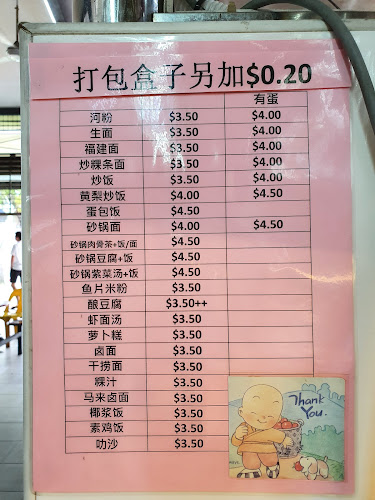 打包盒子另加$0.20
有蛋
河粉 $3.50 $4.00
生面 $3.50 $4.00
福建面 $3.50 $4.00
炒粿条面 $3.50 $4.00
炒饭 $3.50 $4.00
黄梨炒饭 $4.00 $4.50
蛋包饭 $4.50
砂锅面 $4.00 $4.50
砂锅肉骨茶+饭/面 $4.50
砂锅豆腐+饭 $4.50
砂锅紫菜汤+饭 $4.50
鱼片米粉 $3.50
酿豆腐 $3.50++
虾面汤 $3.50
萝卜糕 $3.50
卤面 $3.50
干捞面 $3.50
粿汁 $3.50
马来卤面 $3.50
椰浆饭 $3.50
素鸡饭 $3.50
叻沙 $3.50
Thank
You.